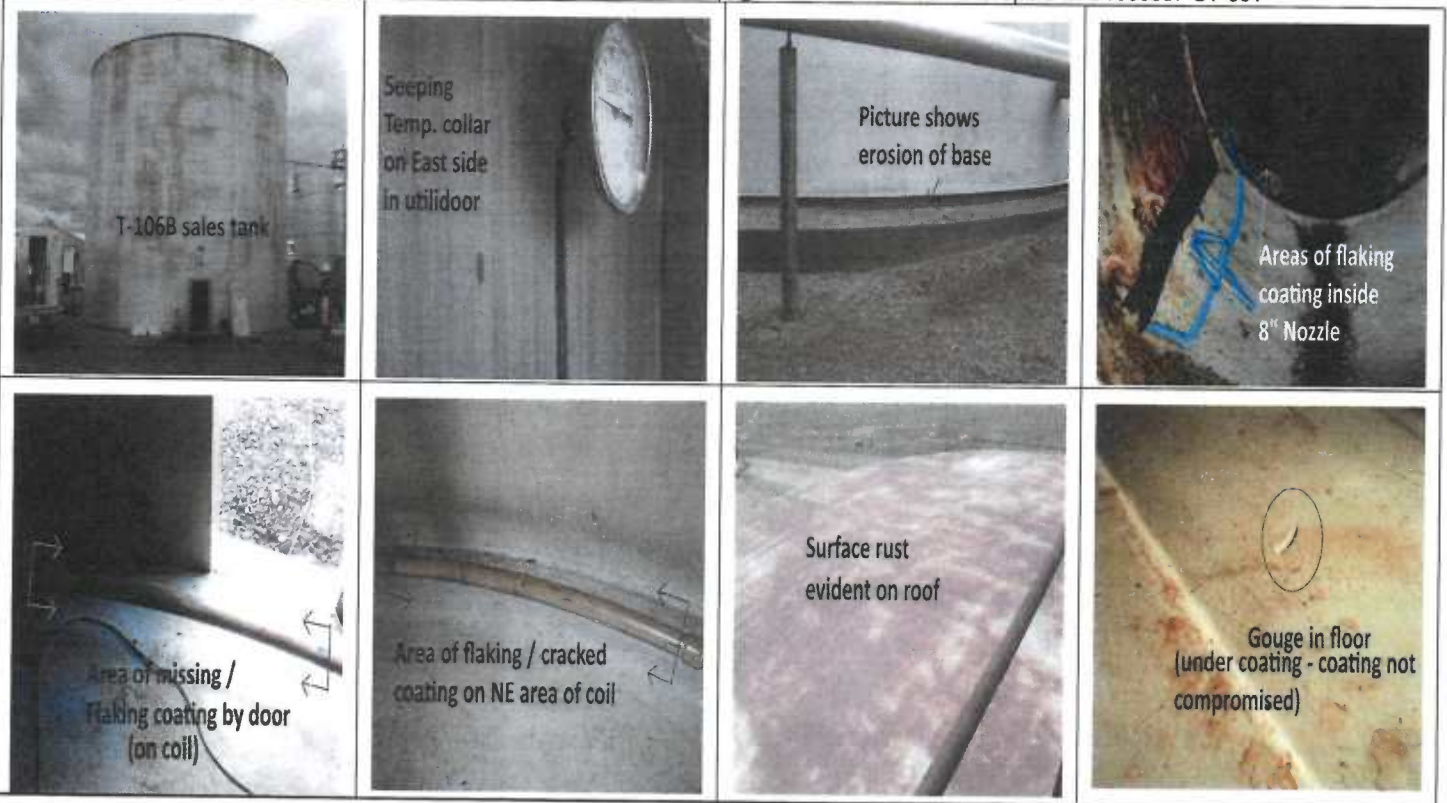 T-106B sales tank
Seeping
Temp. collar
on East side
in utilidoor
Picture shows
erosion of base
Areas of flaking
coating inside
8" Nozzle
Area of missing /
Flaking coating by door
(on coil)
Area of flaking / cracked
coating on NE area of coil
Surface rust
evident on roof
Gouge in floor
(under coating - coating not
compromised)